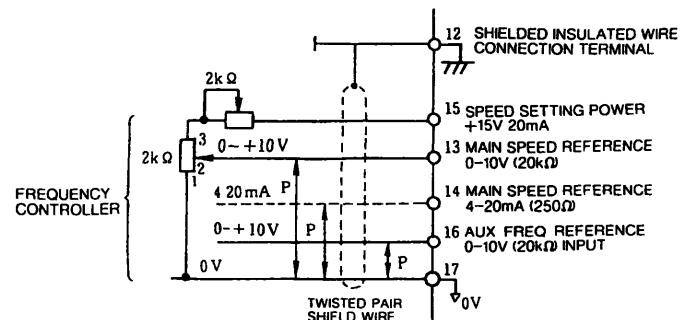 12 SHIELDED INSULATED WIRE
CONNECTION TERMINAL
2kΩ
15 SPEED SETTING POWER
+15V 20mA
3
0~+10V
13 MAIN SPEED REFERENCE
0-10V (20kΩ)
2kΩ
2
1
P
FREQUENCY
CONTROLLER
4 20mA
14 MAIN SPEED REFERENCE
4-20mA (250Ω)
P
0-+10V
16 AUX FREQ REFERENCE
0-10V (20kΩ) INPUT
P
0V
17
0V
TWISTED PAIR
SHIELD WIRE